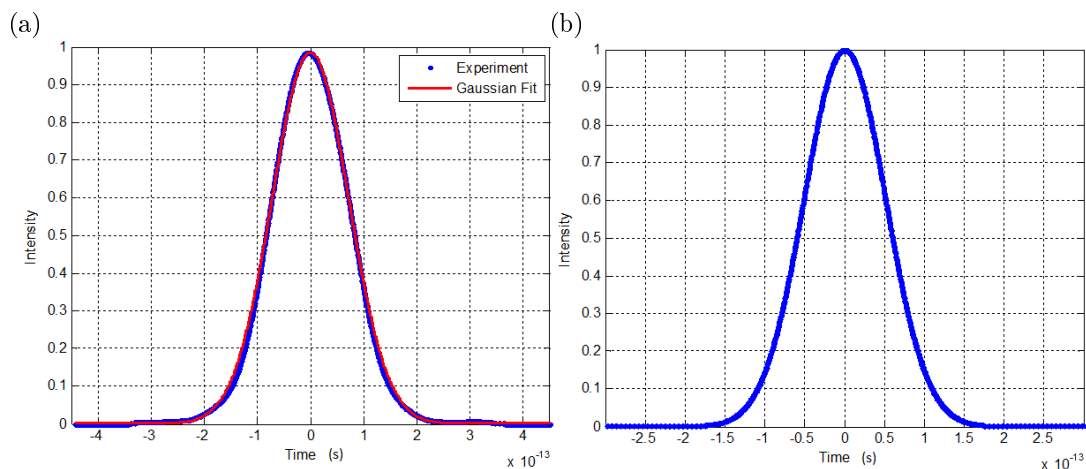 (a)
1
0.9
0.8
0.7
0.6
0.5
0.4
0.3
0.2
0.1
0
Intensity
Experiment
Gaussian Fit
-4 -3 -2 -1 0 1 2 3 4
Time (s)
x 10^-13
(b)
1
0.9
0.8
0.7
0.6
0.5
0.4
0.3
0.2
0.1
0
Intensity
-2.5 -2 -1.5 -1 -0.5 0 0.5 1 1.5 2 2.5
Time (s)
x 10^-13